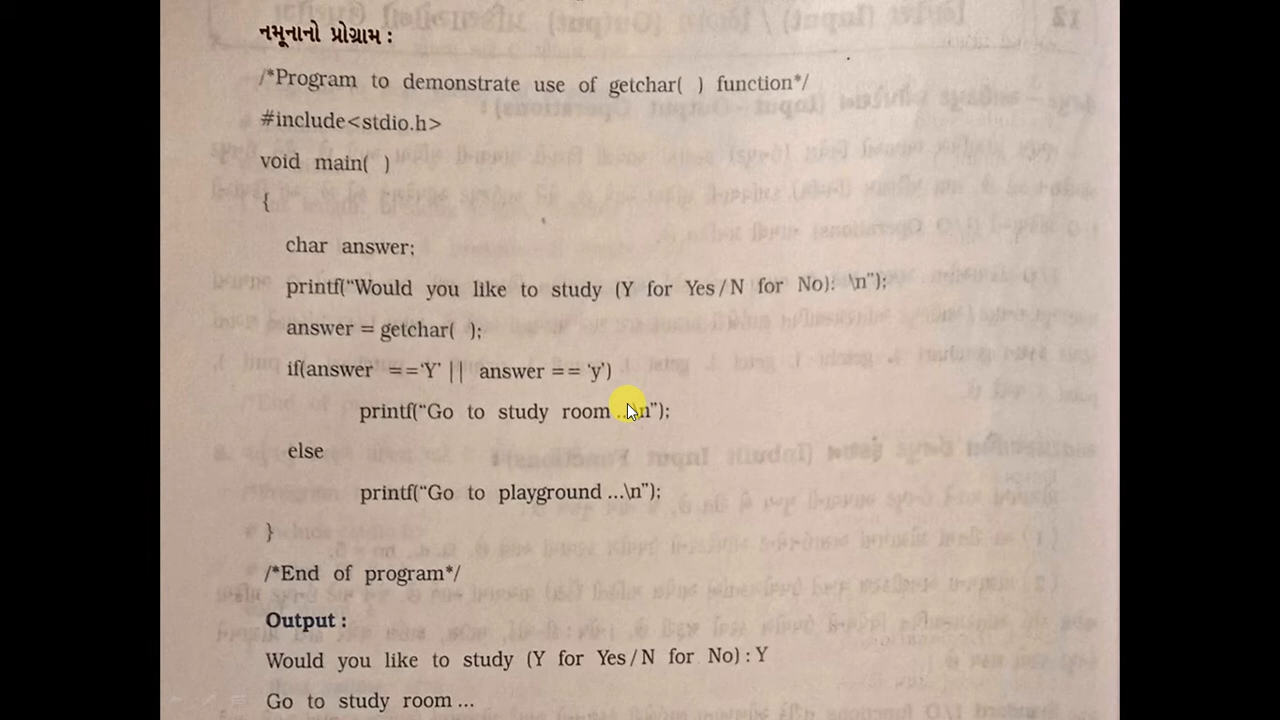 નમૂનાનો પ્રોગ્રામ :
/*Program to demonstrate use of getchar( ) function*/
#include<stdio.h>
void main( )
{
char answer;
printf(“Would you like to study (Y for Yes/N for No): \n”);
answer = getchar( );
if(answer ==‘Y’ || answer == ‘y’)
printf(“Go to study room ...\n”);
else
printf(“Go to playground ...\n”);
}
/*End of program*/
Output :
Would you like to study (Y for Yes/N for No) : Y
Go to study room ...